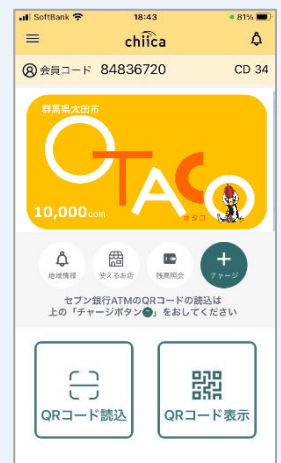 SoftBank 18:43 81%
chiica
会員コード 84836720 CD 34
群馬県太田市
OTACO
10,000 coin
オタコ
地域情報 使えるお店 残高照会 チャージ
セブン銀行ATMのQRコードの読込は
上の「チャージボタン+」をおしてください
QRコード読込 QRコード表示